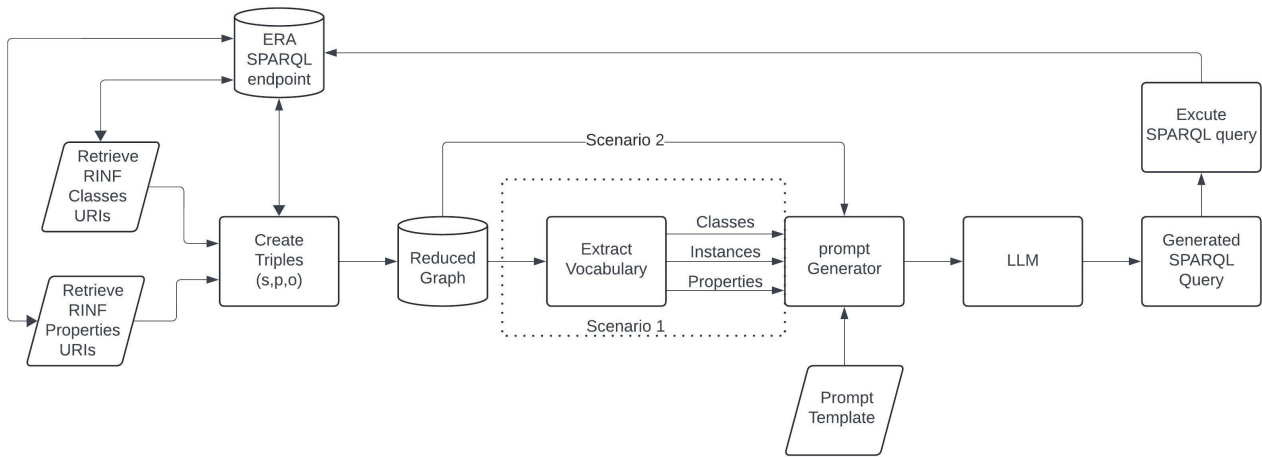 ERA
SPARQL
endpoint
Retrieve
RINF
Classes
URIs
Retrieve
RINF
Properties
URIs
Create
Triples
(s,p,o)
Reduced
Graph
Scenario 2
Extract
Vocabulary
Classes
Instances
Properties
Scenario 1
prompt
Generator
Prompt
Template
LLM
Generated
SPARQL
Query
Excute
SPARQL query